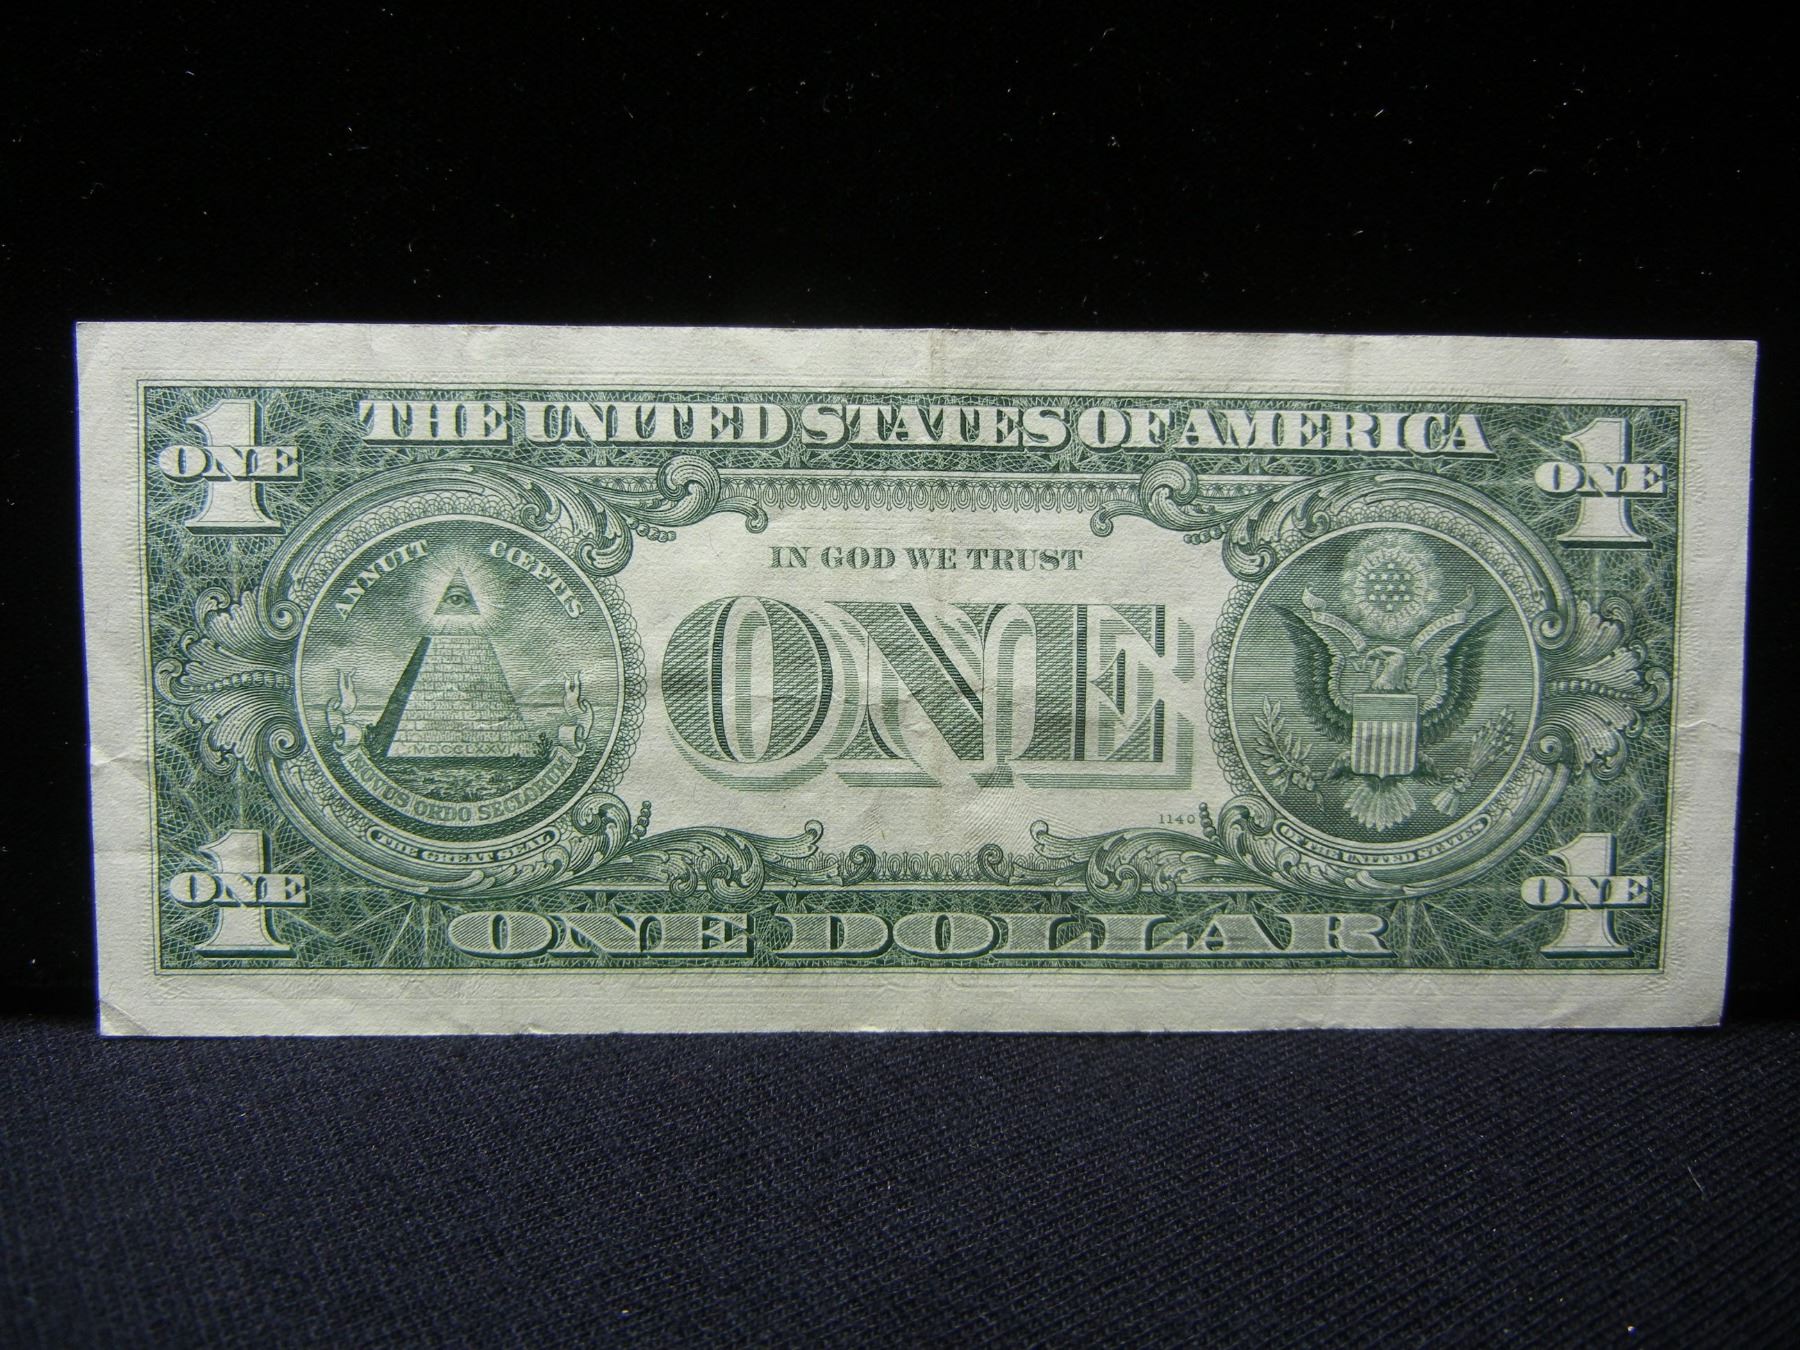 THE UNITED STATES OF AMERICA
1
ONE
1
ONE
ANNUIT CŒPTIS
MDCCLXXVI
NOVUS ORDO SECLORUM
THE GREAT SEAL
IN GOD WE TRUST
ONE
1140
OF THE UNITED STATES
1
ONE
1
ONE
ONE DOLLAR